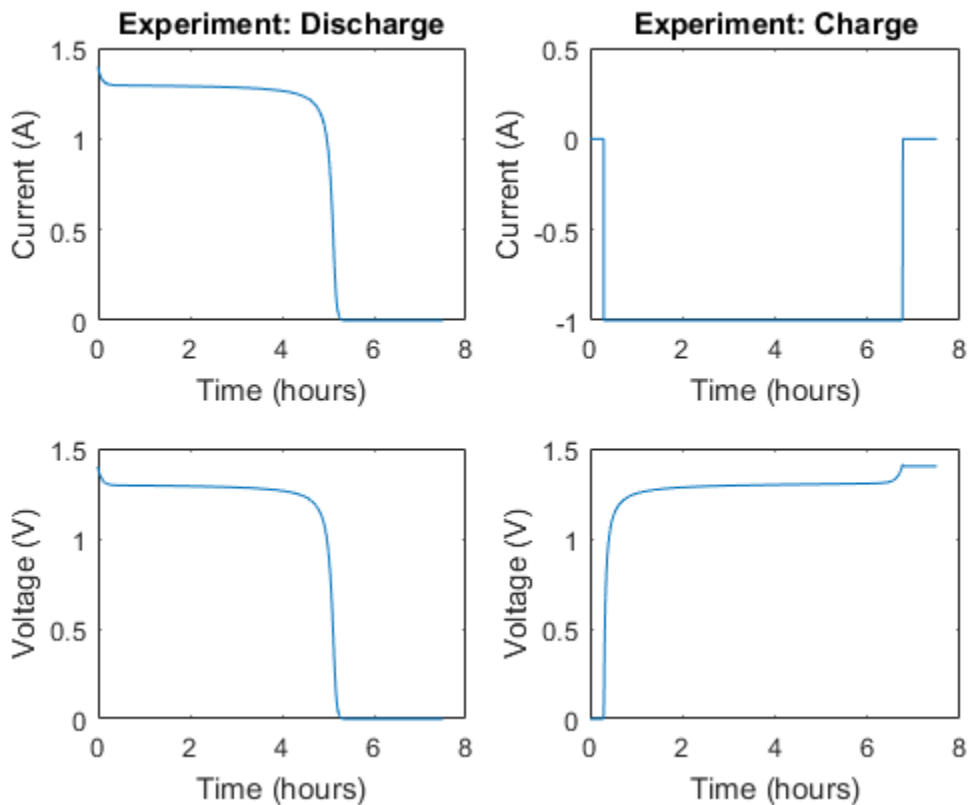 Experiment: Discharge
1.5
1
0.5
0
Current (A)
0 2 4 6 8
Time (hours)
Experiment: Charge
0.5
0
-0.5
-1
Current (A)
0 2 4 6 8
Time (hours)
1.5
1
0.5
0
Voltage (V)
0 2 4 6 8
Time (hours)
1.5
1
0.5
0
Voltage (V)
0 2 4 6 8
Time (hours)